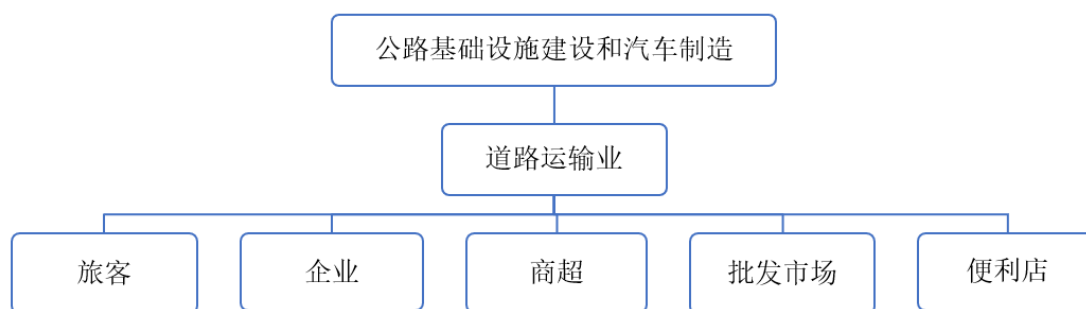 公路基础设施建设和汽车制造
道路运输业
旅客
企业
商超
批发市场
便利店